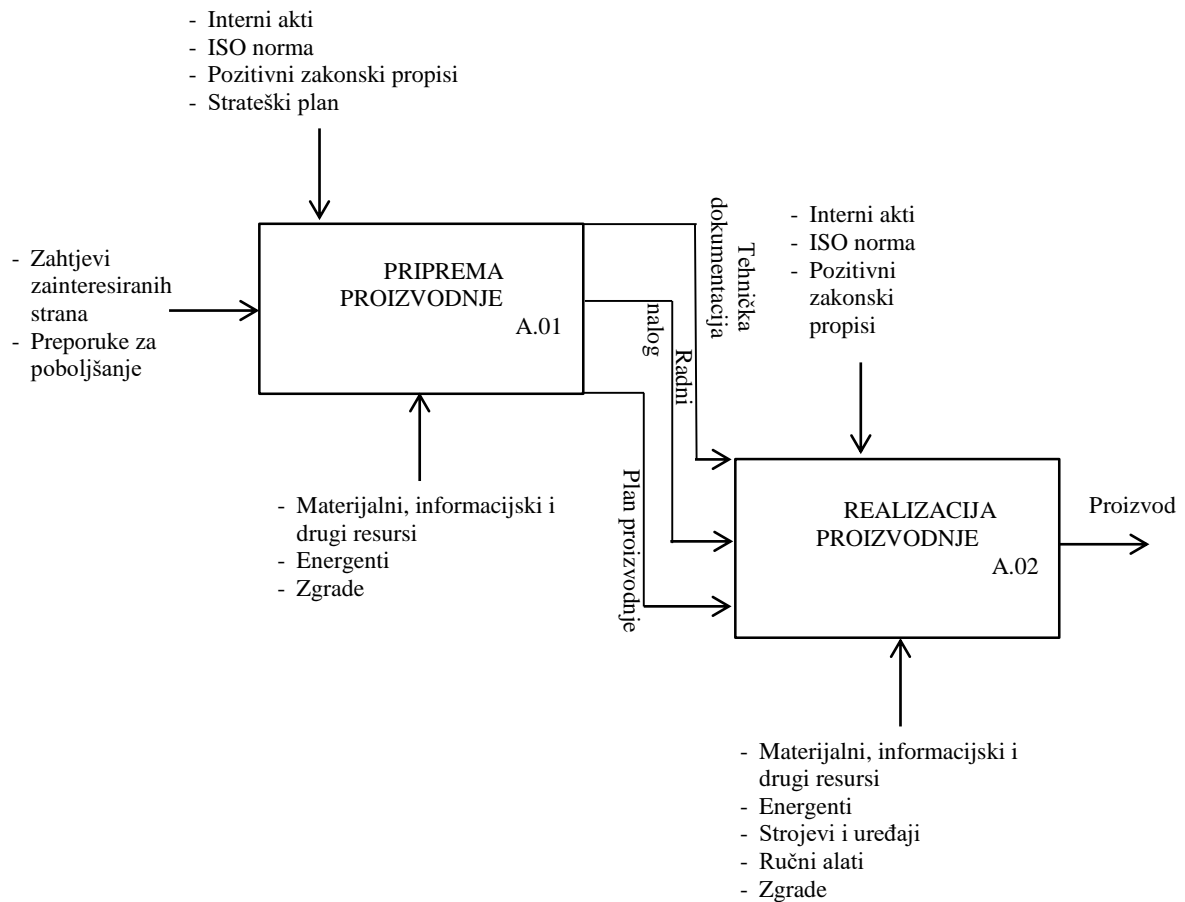 - Interni akti
- ISO norma
- Pozitivni zakonski propisi
- Strateški plan
- Zahtjevi
zainteresiranih
strana
- Preporuke za
poboljšanje
PRIPREMA
PROIZVODNJE
A.01
- Materijalni, informacijski i
drugi resursi
- Energenti
- Zgrade
Tehnička
dokumentacija
Radni
nalog
Plan proizvodnje
- Interni akti
- ISO norma
- Pozitivni
zakonski
propisi
REALIZACIJA
PROIZVODNJE
A.02
Proizvod
- Materijalni, informacijski i
drugi resursi
- Energenti
- Strojevi i uređaji
- Ručni alati
- Zgrade